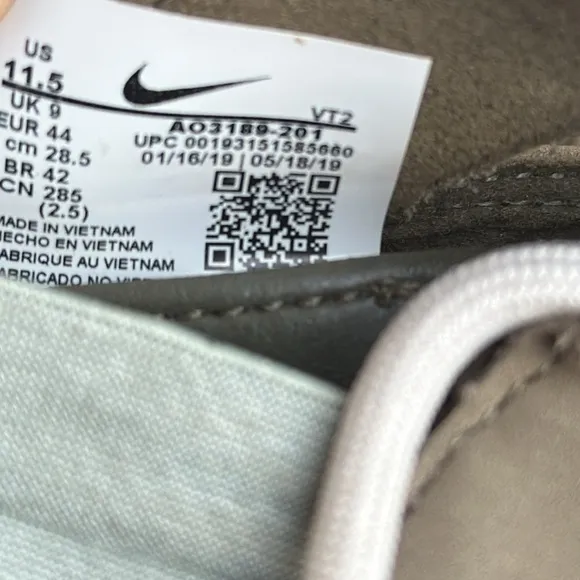 US
11.5
UK 9
EUR 44
cm 28.5
BR 42
CN 285
(2.5)
VT2
AO3189-201
UPC 00193151585660
01/16/19 | 05/18/19
MADE IN VIETNAM
HECHO EN VIETNAM
FABRIQUE AU VIETNAM
FABRICADO NO